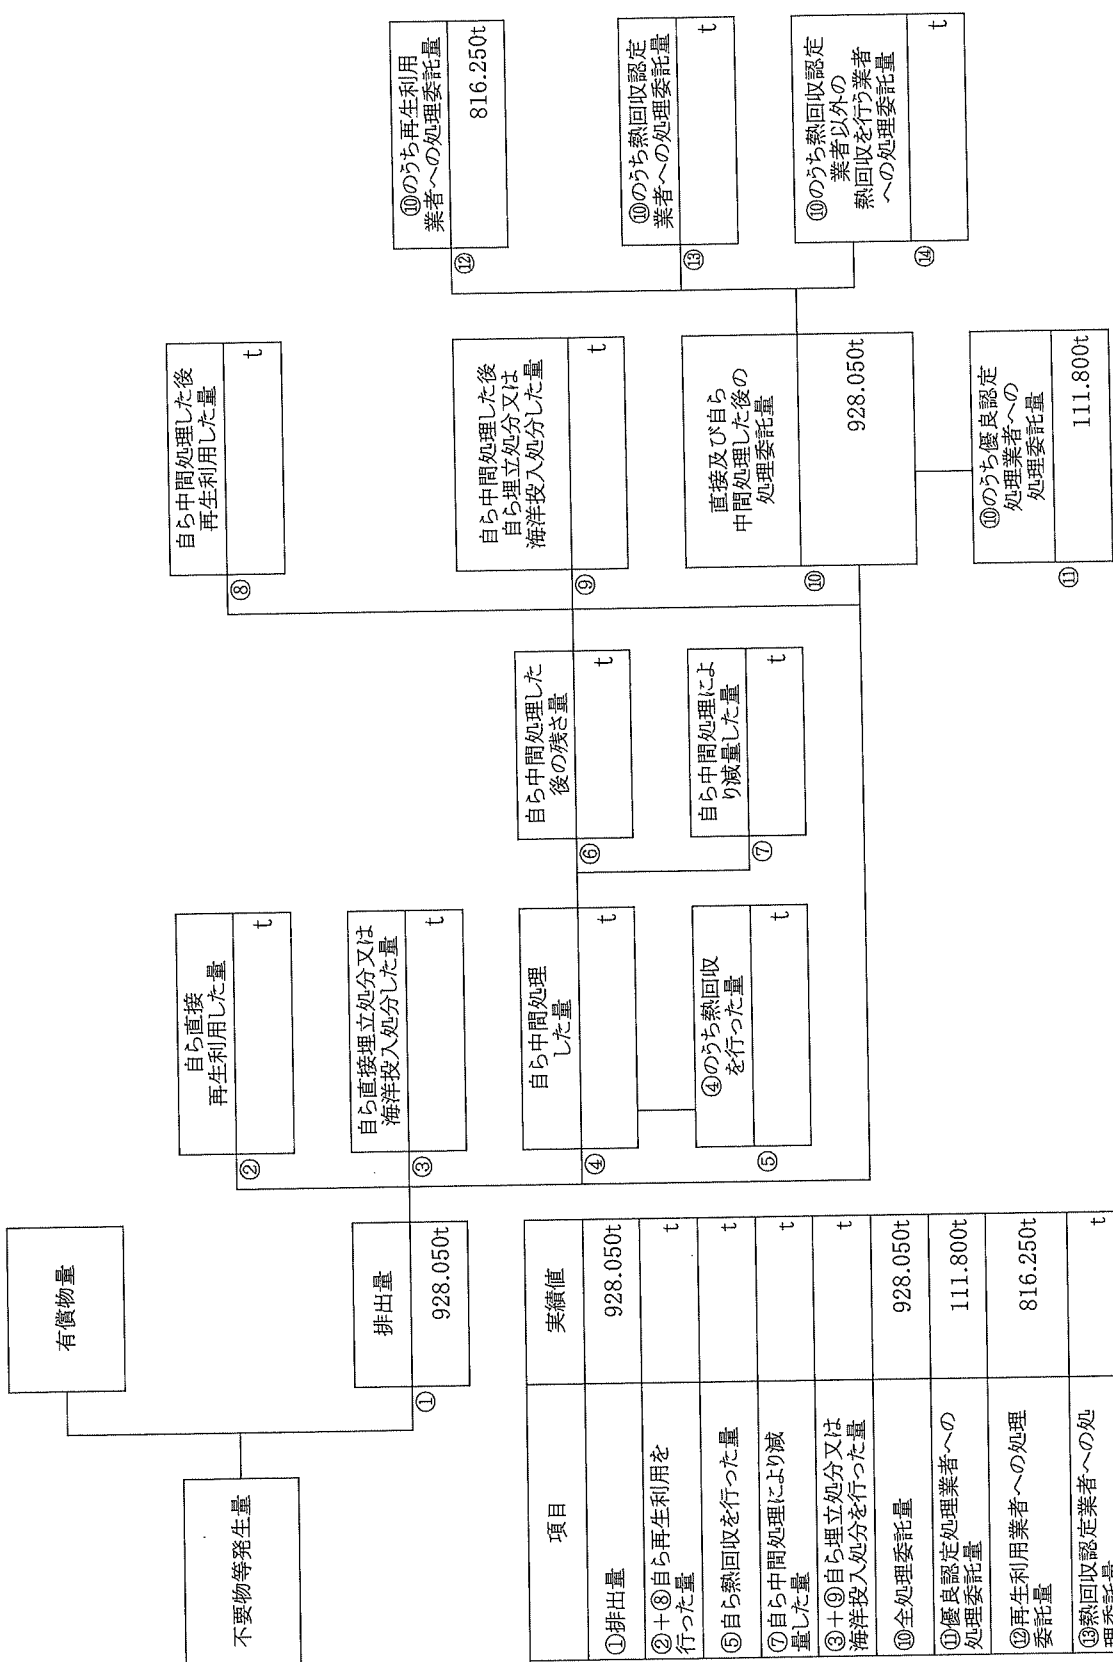 不要物等発生量
有償物量
排出量
①
928.050t
自ら直接
再生利用した量
②
t
自ら直接埋立処分又は
海洋投入処分した量
③
t
自ら中間処理
した量
④
t
④のうち熱回収
を行った量
⑤
t
自ら中間処理した
後の残さ量
⑥
t
自ら中間処理によ
り減量した量
⑦
t
自ら中間処理した後
再生利用した量
⑧
t
自ら中間処理した後
自ら埋立処分又は
海洋投入処分した量
⑨
t
直接及び自ら
中間処理した後の
処理委託量
⑩
928.050t
⑩のうち優良認定
処理業者への
処理委託量
⑪
111.800t
⑩のうち再生利用
業者への処理委託量
⑫
816.250t
⑩のうち熱回収認定
業者への処理委託量
⑬
t
⑩のうち熱回収認定
業者以外の
熱回収を行う業者
への処理委託量
⑭
t
項目 実績値
①排出量 928.050t
②+⑧自ら再生利用を
行った量 t
⑤自ら熱回収を行った量 t
⑦自ら中間処理により減
量した量 t
③+⑨自ら埋立処分又は
海洋投入処分を行った量 t
⑩全処理委託量 928.050t
⑪優良認定処理業者への
処理委託量 111.800t
⑫再生利用業者への処理
委託量 816.250t
⑬熱回収認定業者への処
理委託量 t